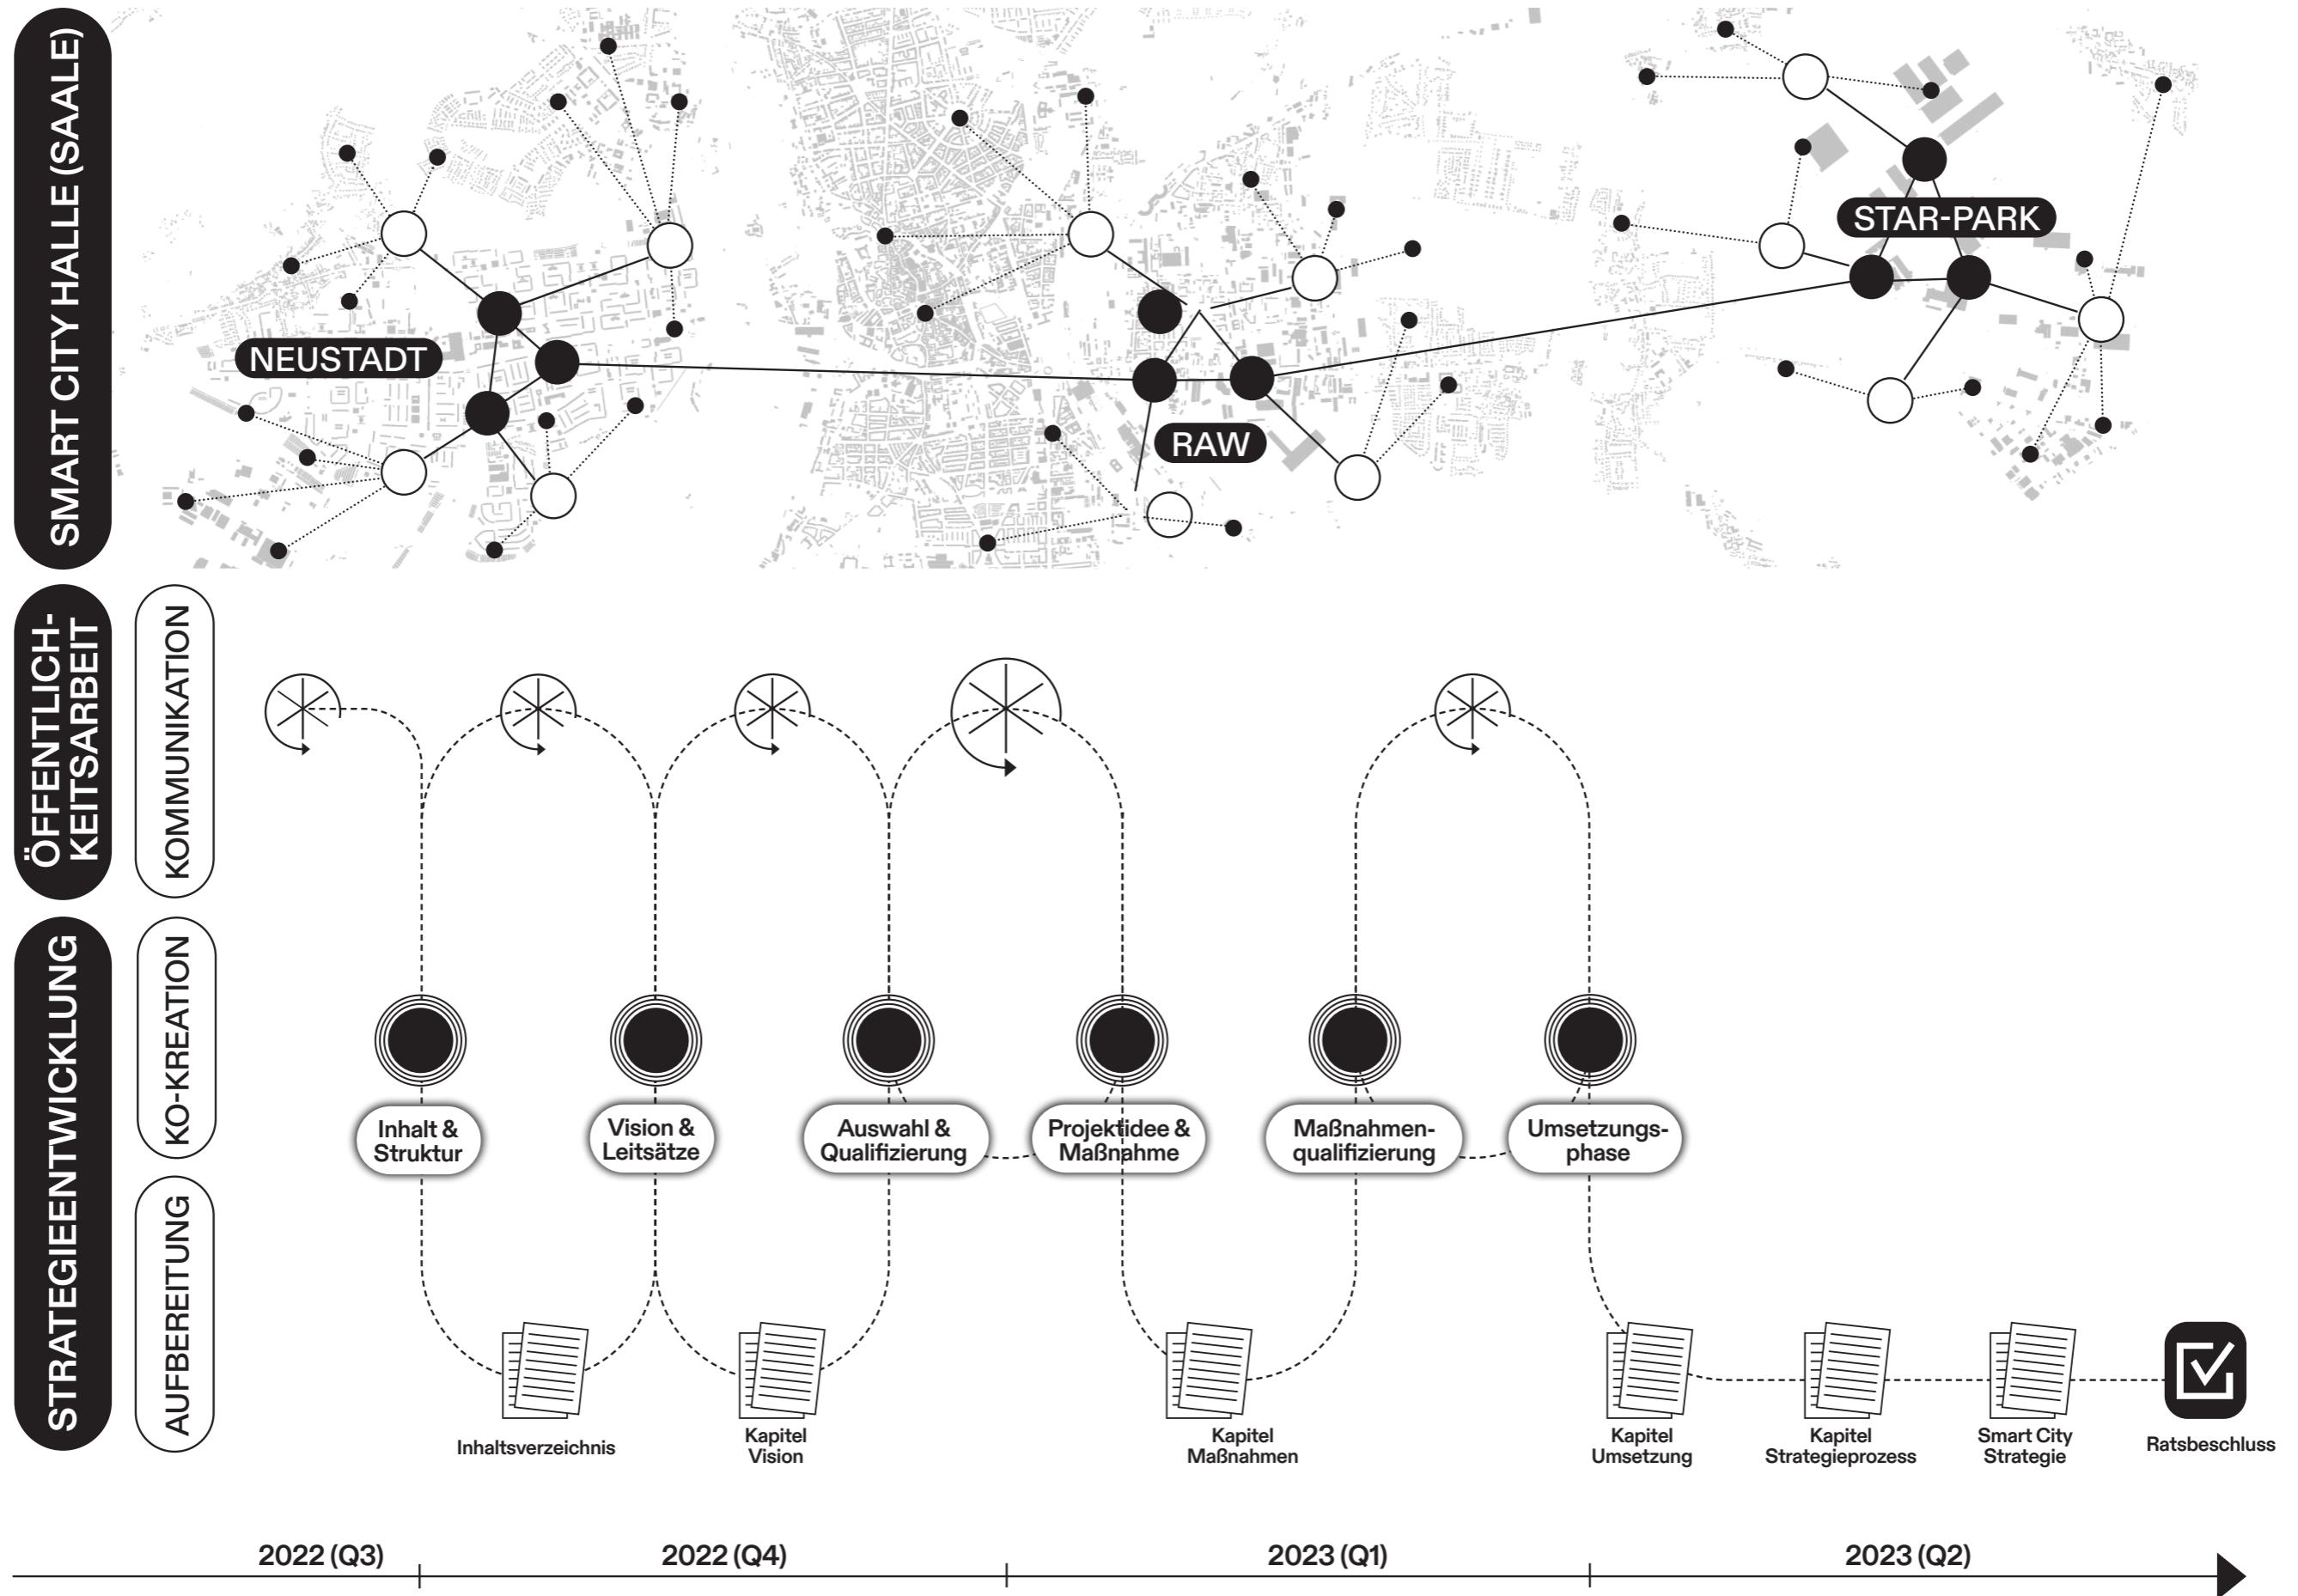 SMART CITY HALLE (SAALE)
NEUSTADT
RAW
STAR-PARK
ÖFFENTLICH-
KEITSARBEIT
KOMMUNIKATION
STRATEGIEENTWICKLUNG
KO-KREATION
AUFBEREITUNG
Inhalt &
Struktur
Vision &
Leitsätze
Auswahl &
Qualifizierung
Projektidee &
Maßnahme
Maßnahmen-
qualifizierung
Umsetzungs-
phase
Inhaltsverzeichnis
Kapitel
Vision
Kapitel
Maßnahmen
Kapitel
Umsetzung
Kapitel
Strategieprozess
Smart City
Strategie
Ratsbeschluss
2022 (Q3)
2022 (Q4)
2023 (Q1)
2023 (Q2)